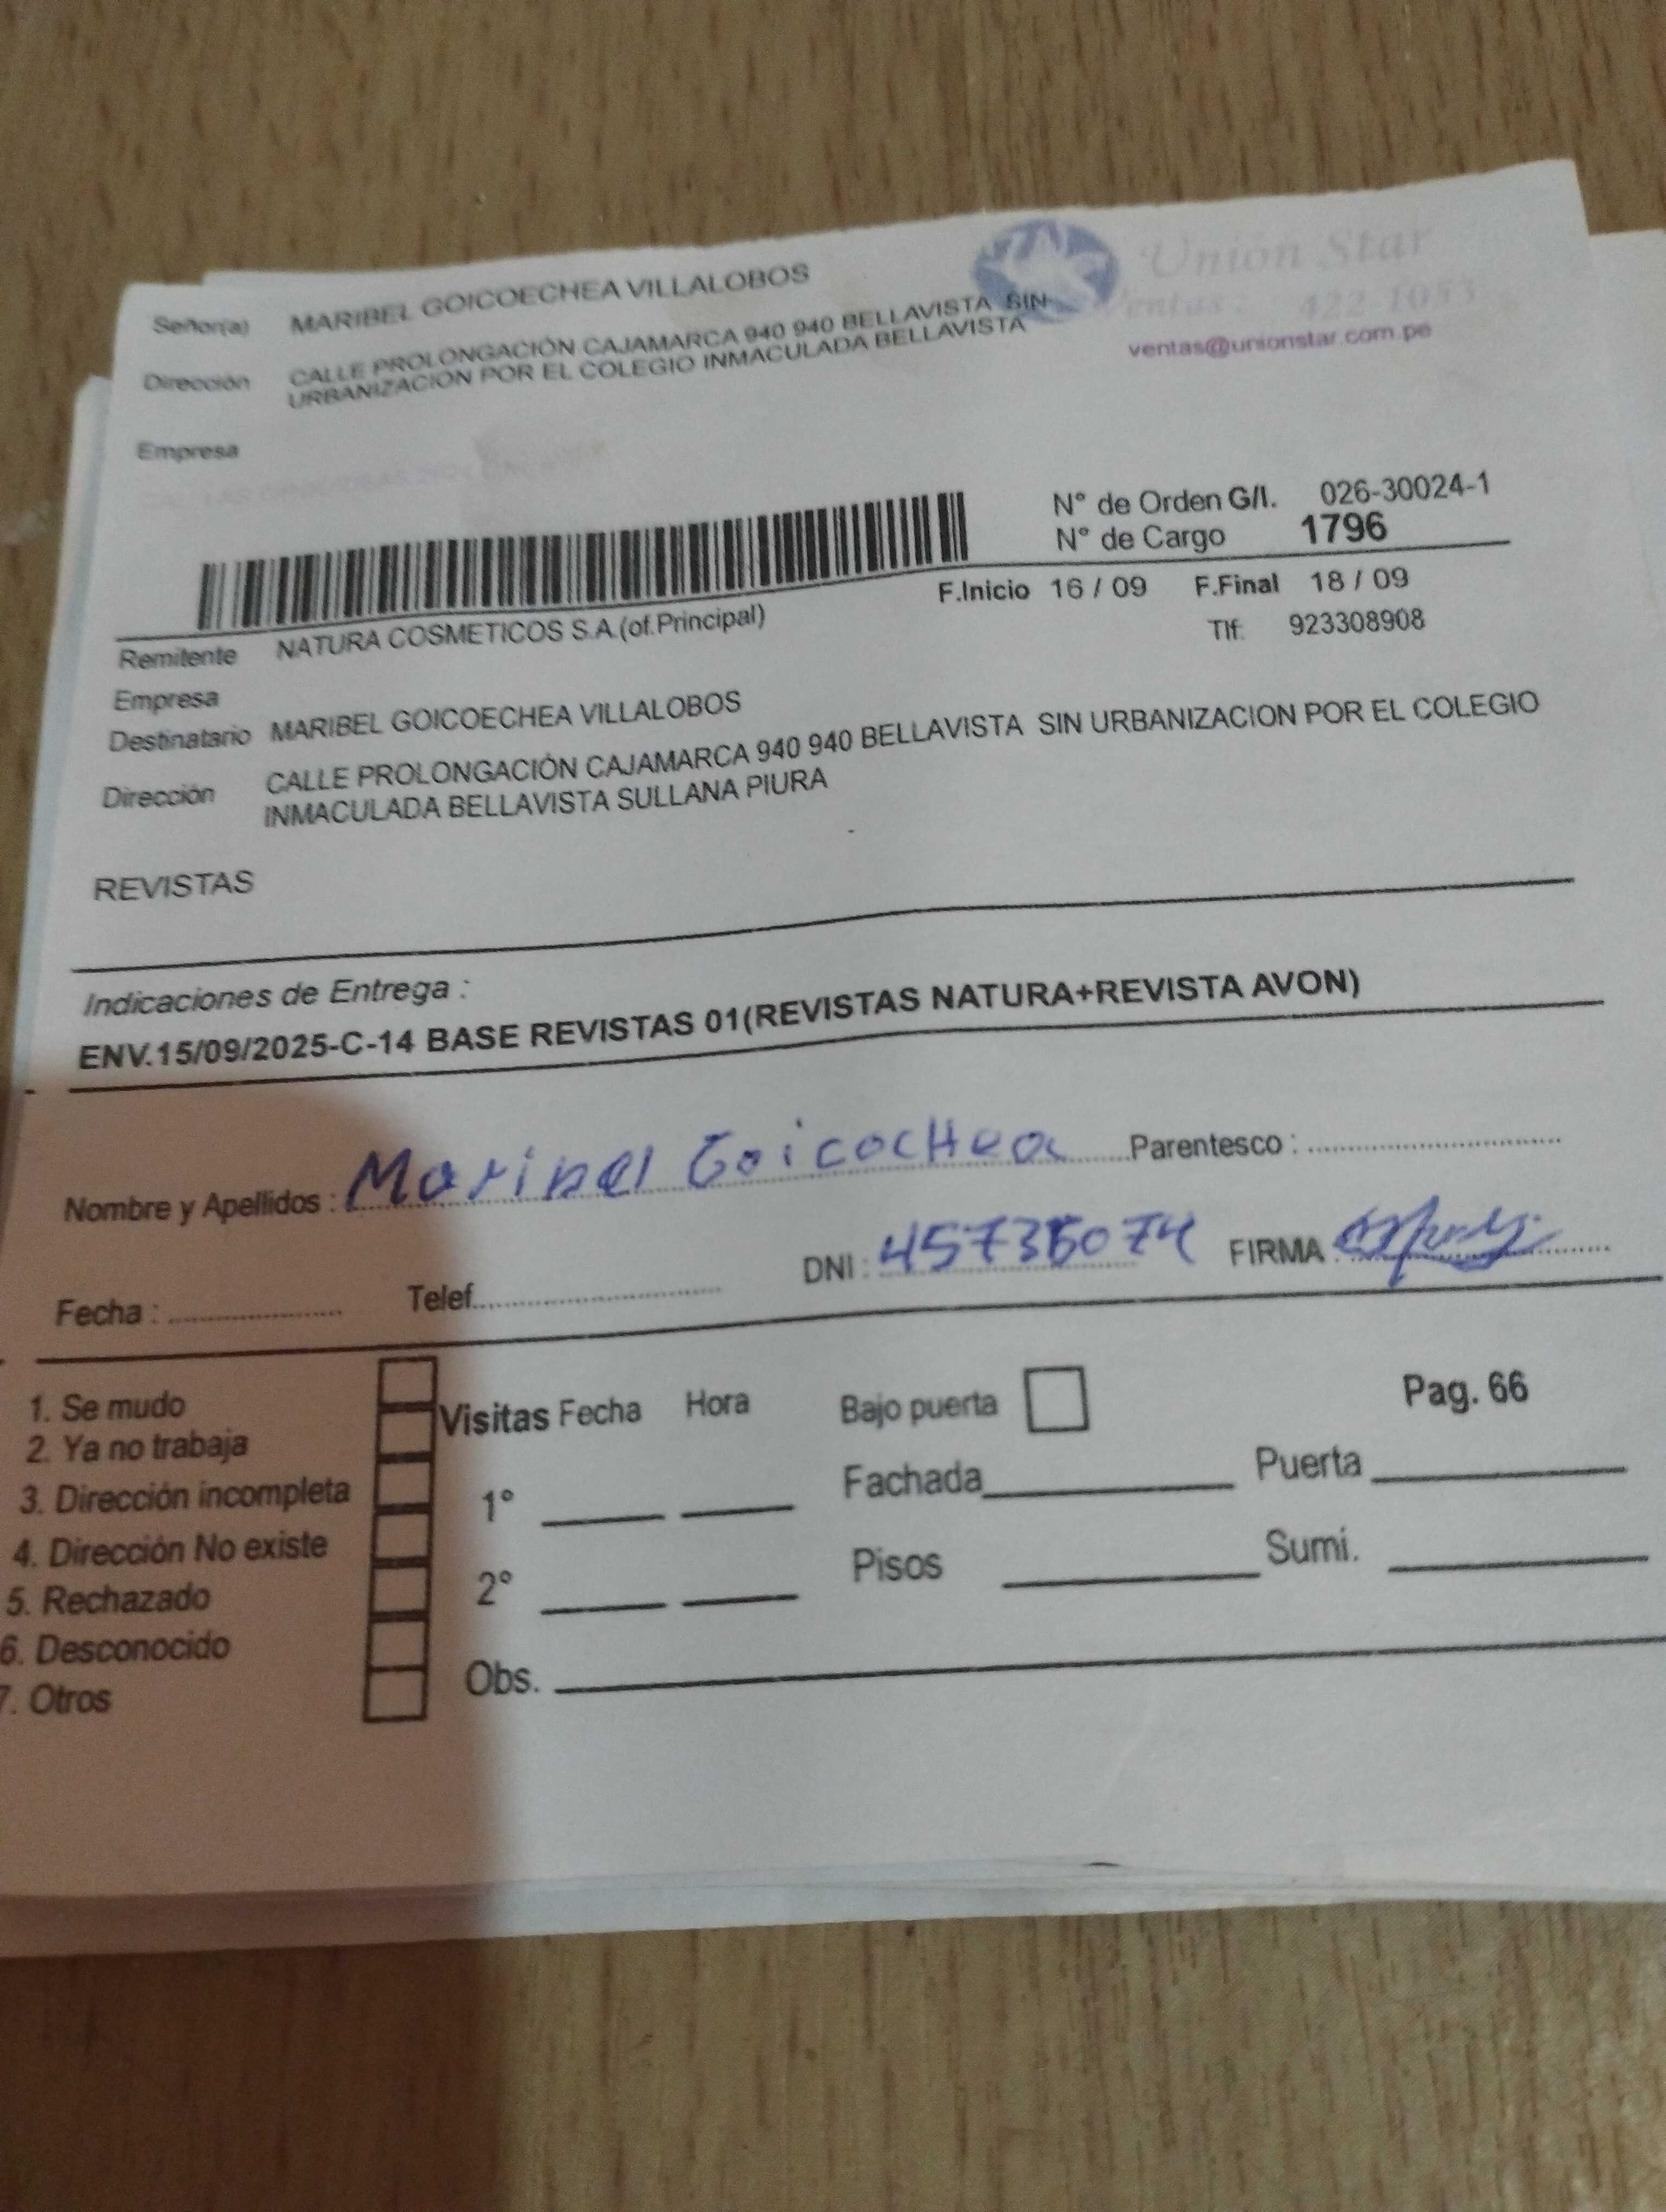 Señor(a) MARIBEL GOICOECHEA VILLALOBOS
Unión Star
Ventas: 422-1053
ventas@unionstar.com.pe
Dirección CALLE PROLONGACIÓN CAJAMARCA 940 940 BELLAVISTA SIN
URBANIZACION POR EL COLEGIO INMACULADA BELLAVISTA
Empresa
N° de Orden G/I. 026-30024-1
N° de Cargo 1796
F.Inicio 16 / 09 F.Final 18 / 09
Remitente NATURA COSMETICOS S.A.(of.Principal)
Tlf: 923308908
Empresa
Destinatario MARIBEL GOICOECHEA VILLALOBOS
Dirección CALLE PROLONGACIÓN CAJAMARCA 940 940 BELLAVISTA SIN URBANIZACION POR EL COLEGIO
INMACULADA BELLAVISTA SULLANA PIURA
REVISTAS
Indicaciones de Entrega :
ENV.15/09/2025-C-14 BASE REVISTAS 01(REVISTAS NATURA+REVISTA AVON)
Nombre y Apellidos : Maribel GoicocHea Parentesco :
Fecha : Telef. DNI : FIRMA :
1. Se mudo
2. Ya no trabaja
3. Dirección incompleta
4. Dirección No existe
5. Rechazado
6. Desconocido
7. Otros
Visitas Fecha Hora Bajo puerta Pag. 66
1° Fachada Puerta
2° Pisos Sumi.
Obs.